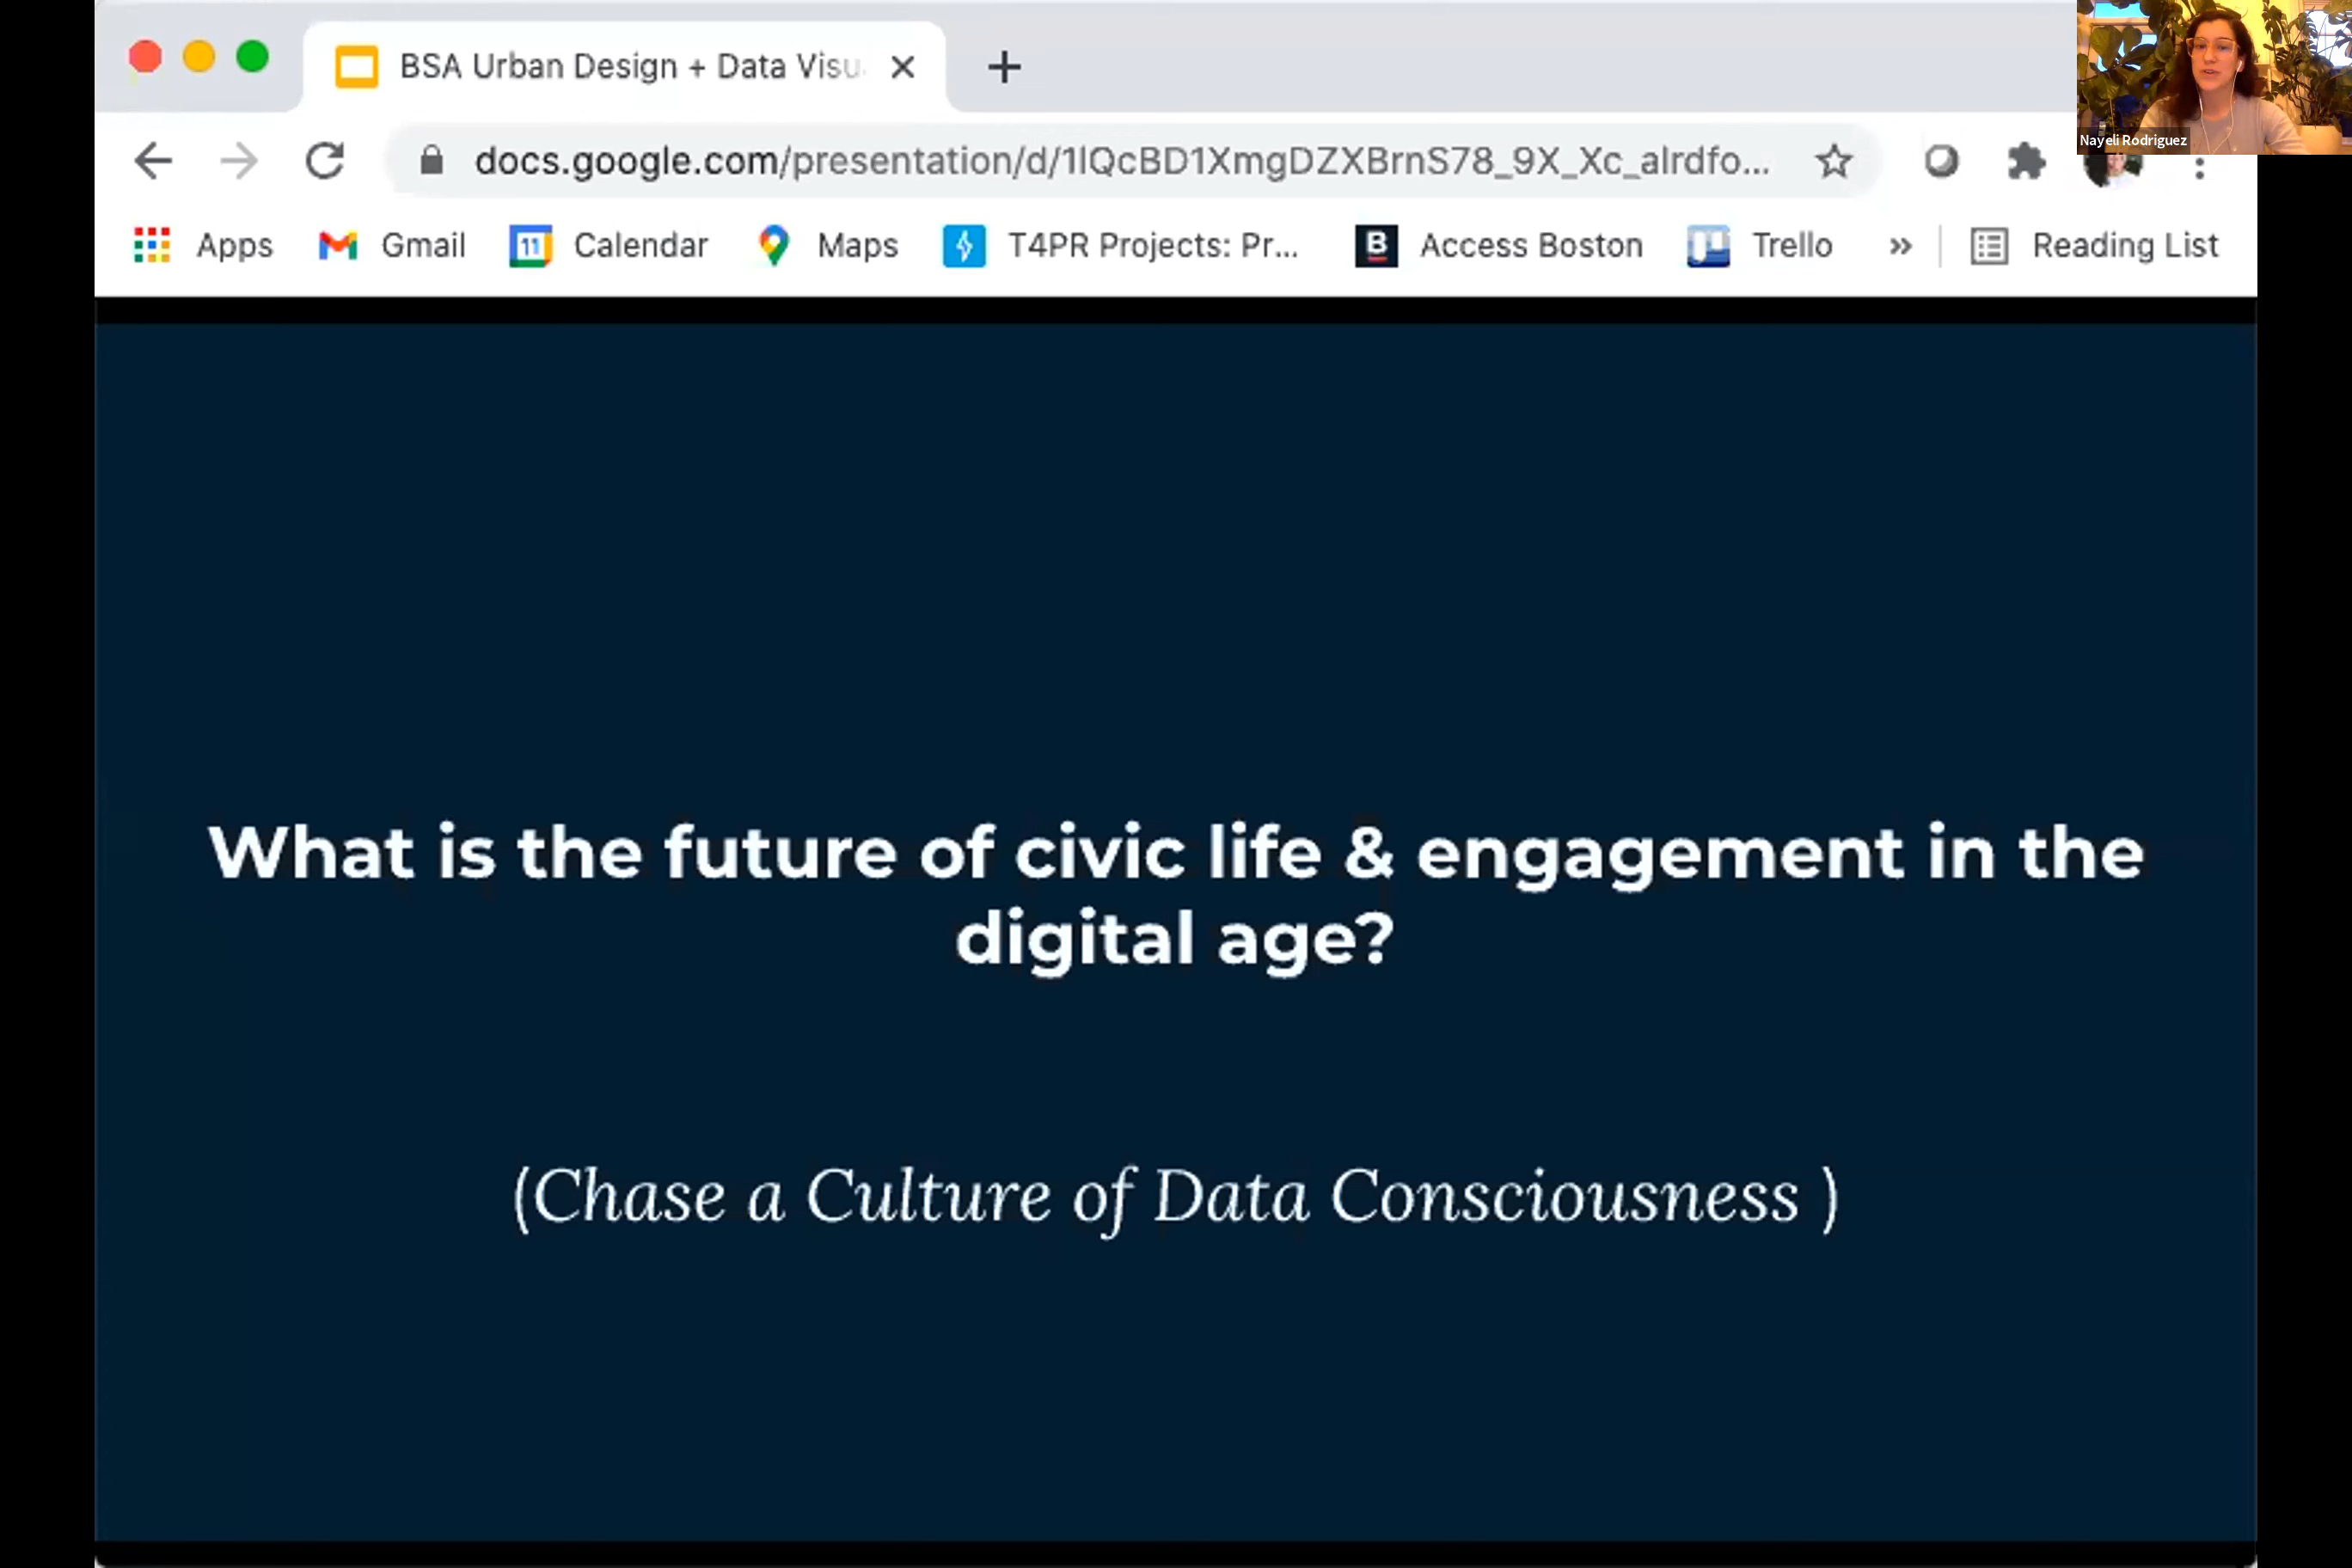 BSA Urban Design + Data Visu
Nayeli Rodriguez
docs.google.com/presentation/d/1lQcBD1XmgDZXBrnS78_9X_Xc_alrdfo...
Apps Gmail 11 Calendar Maps T4PR Projects: Pr... B Access Boston Trello » Reading List
What is the future of civic life & engagement in the
digital age?
(Chase a Culture of Data Consciousness )